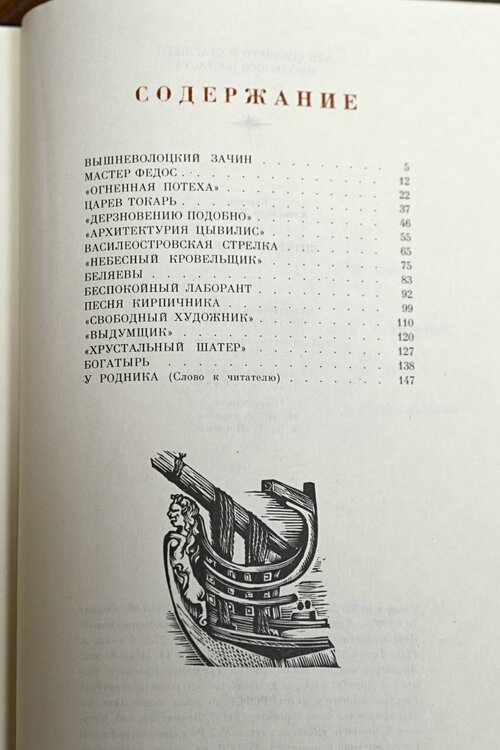 СОДЕРЖАНИЕ
ВЫШНЕВОЛОЦКИЙ ЗАЧИН . . . . . . . . . . 5
МАСТЕР ФЕДОС . . . . . . . . . . 12
«ОГНЕННАЯ ПОТЕХА» . . . . . . . . . . 22
ЦАРЕВ ТОКАРЬ . . . . . . . . . . 37
«ДЕРЗНОВЕНИЮ ПОДОБНО» . . . . . . . . . . 46
«АРХИТЕКТУРИЯ ЦЫВИЛИС» . . . . . . . . . . 55
ВАСИЛЕОСТРОВСКАЯ СТРЕЛКА . . . . . . . . . . 65
«НЕБЕСНЫЙ КРОВЕЛЬЩИК» . . . . . . . . . . 75
БЕЛЯЕВЫ . . . . . . . . . . 83
БЕСПОКОЙНЫЙ ЛАБОРАНТ . . . . . . . . . . 92
ПЕСНЯ КИРПИЧНИКА . . . . . . . . . . 99
«СВОБОДНЫЙ ХУДОЖНИК» . . . . . . . . . . 110
«ВЫДУМЩИК» . . . . . . . . . . 120
«ХРУСТАЛЬНЫЙ ШАТЕР» . . . . . . . . . . 127
БОГАТЫРЬ . . . . . . . . . . 138
У РОДНИКА (Слово к читателю) . . . . . . . . . . 147